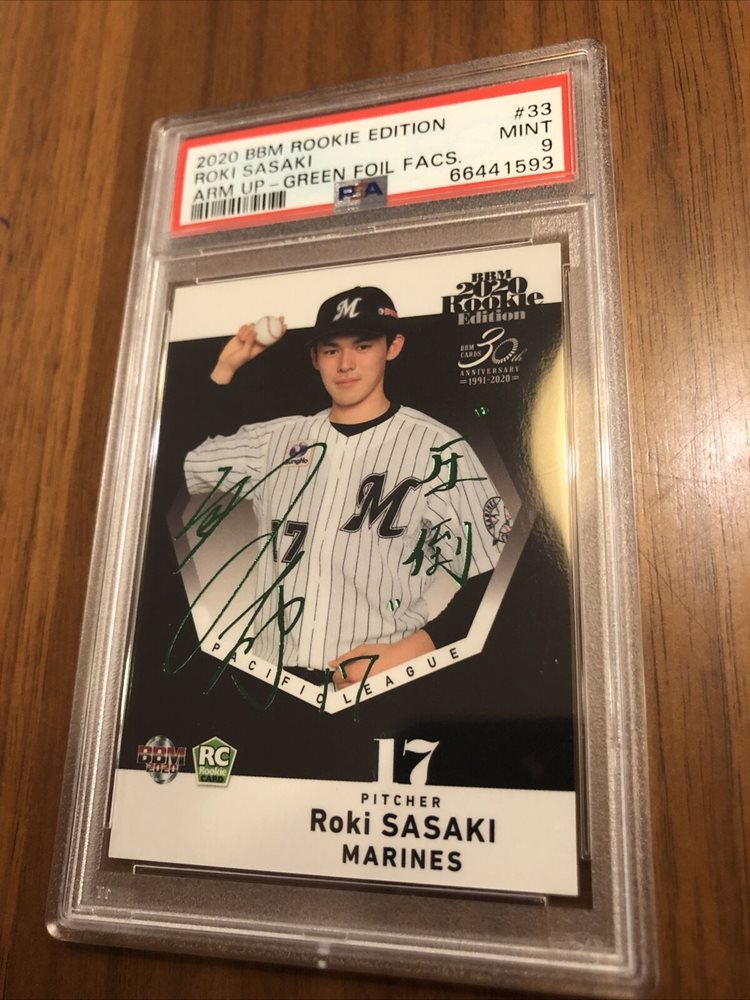 2020 BBM ROOKIE EDITION #33
ROKI SASAKI MINT
ARM UP-GREEN FOIL FACS. 9
PSA 66441593
BBM
2020
Rookie
Edition
BBM CARDS 30th
ANNIVERSARY
1991-2020
M
"圧倒"
17
M
17
PACIFIC LEAGUE
BBM 2020
RC
Rookie CARD
17
PITCHER
Roki SASAKI
MARINES